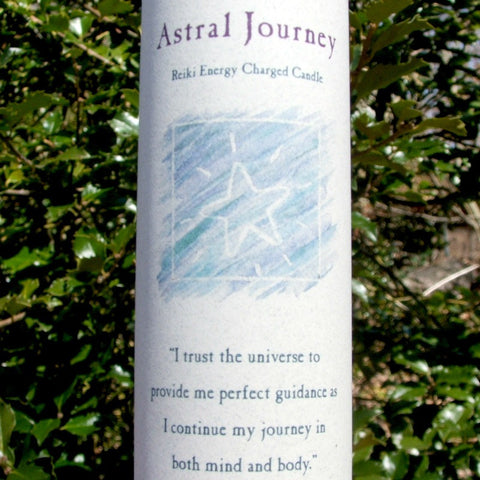 Astral Journey
Reiki Energy Charged Candle
"I trust the universe to
provide me perfect guidance as
I continue my journey in
both mind and body."